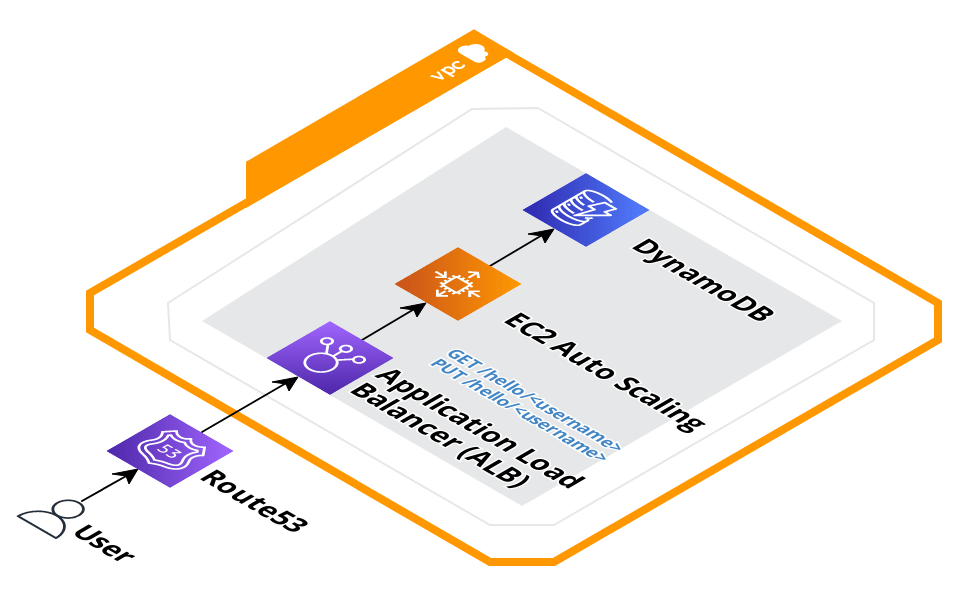 vpc
DynamoDB
EC2 Auto Scaling
GET /hello/<username>
PUT /hello/<username>
Application Load
Balancer (ALB)
53
Route53
User